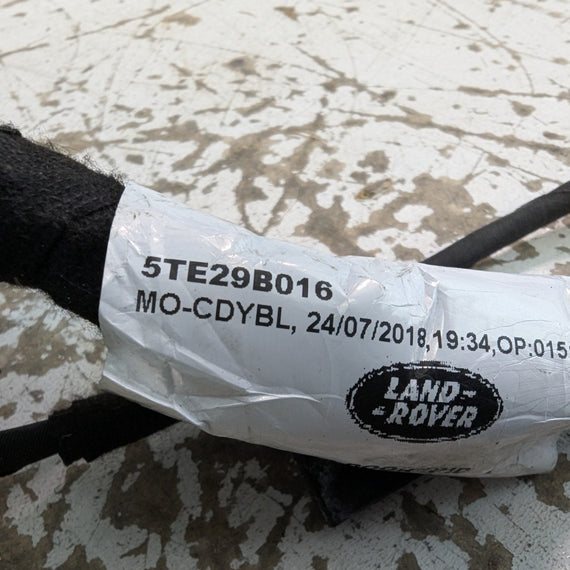 5TE29B016
MO-CDYBL, 24/07/2018,19:34,OP:015
LAND-
-ROVER